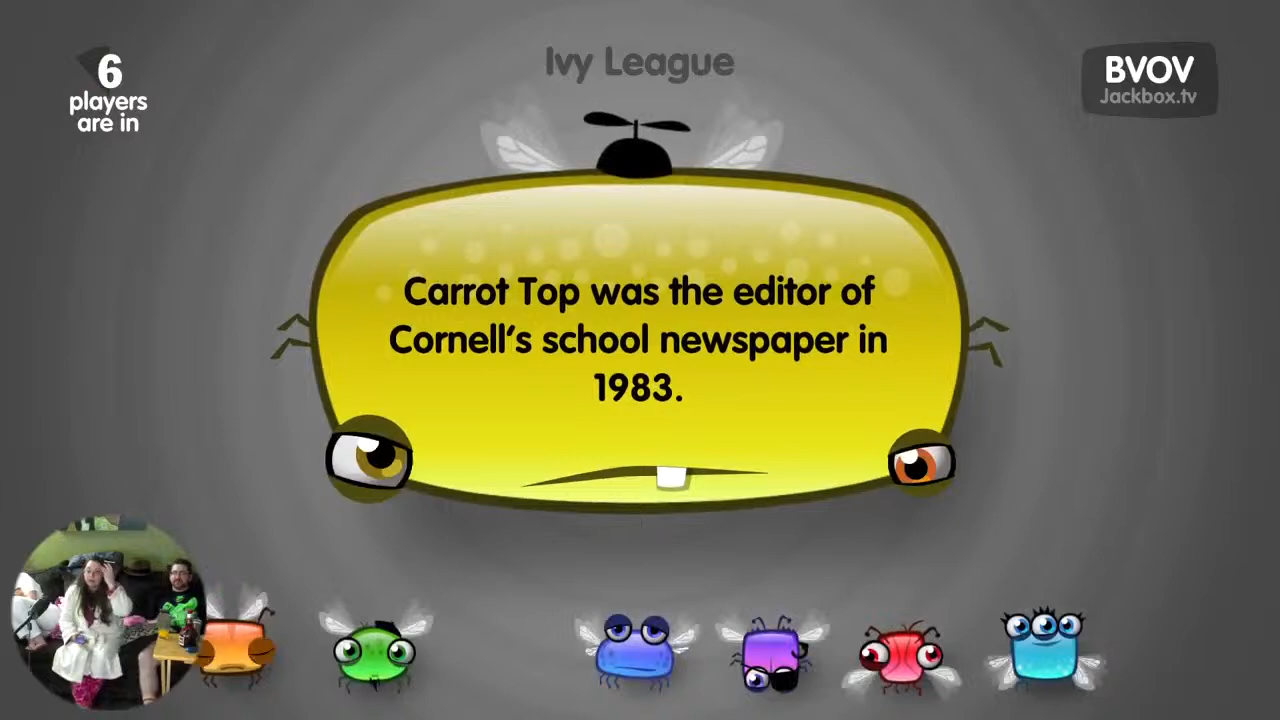 Ivy League
6
players
are in
BVOV
Jackbox.tv
Carrot Top was the editor of
Cornell's school newspaper in
1983.